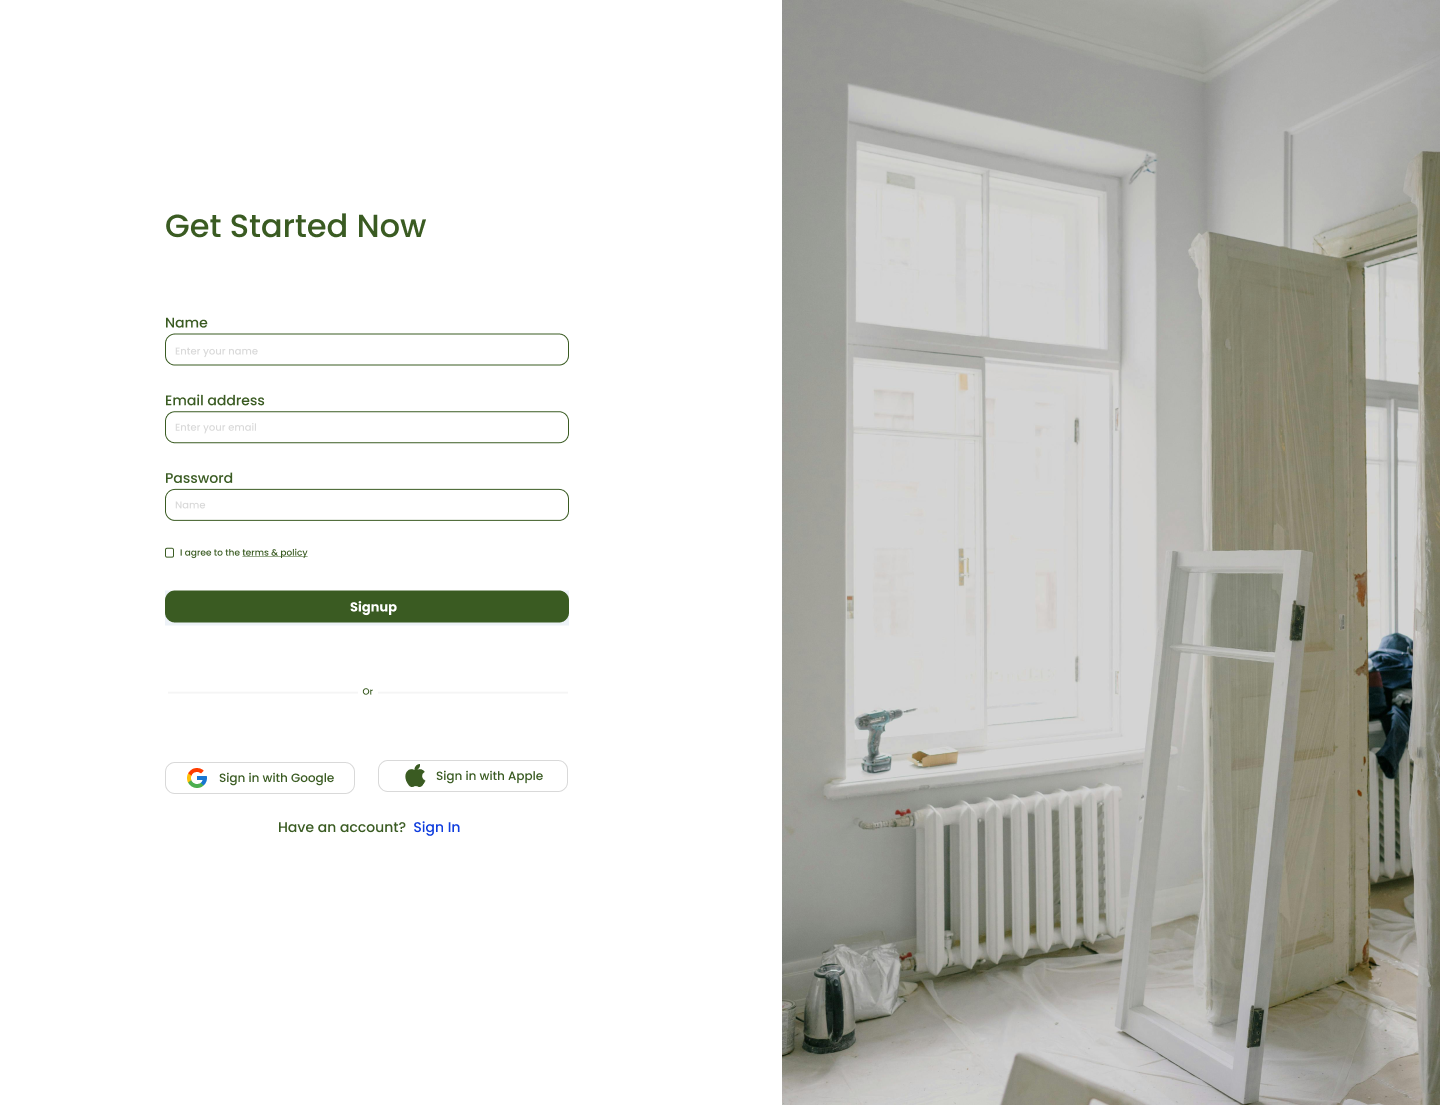 Get Started Now
Name
Enter your name
Email address
Enter your email
Password
Name
I agree to the terms & policy
Signup
Or
Sign in with Google
Sign in with Apple
Have an account? Sign In